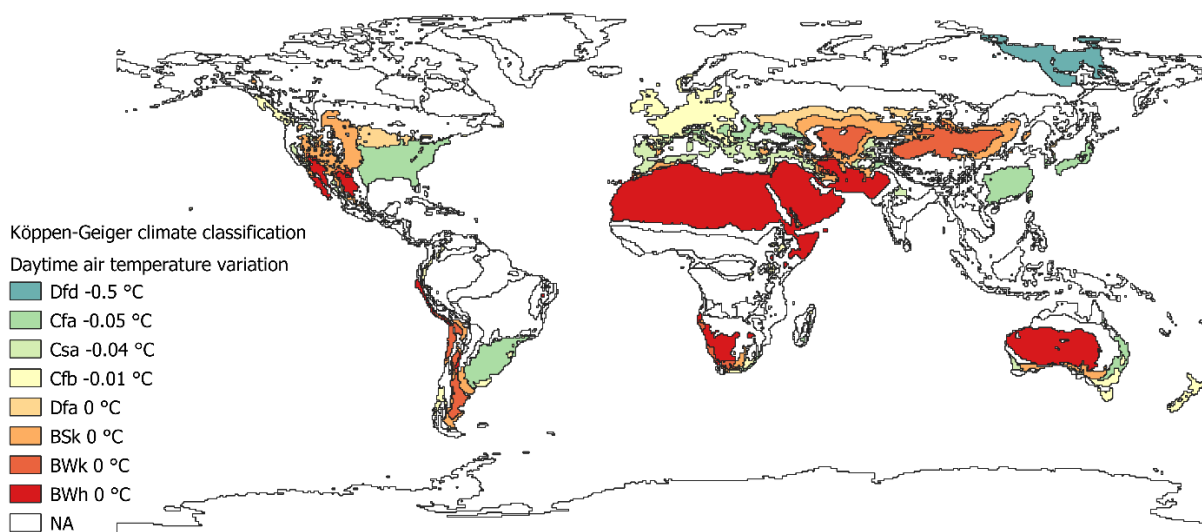 Köppen-Geiger climate classification
Daytime air temperature variation
Dfd -0.5 °C
Cfa -0.05 °C
Csa -0.04 °C
Cfb -0.01 °C
Dfa 0 °C
BSk 0 °C
BWk 0 °C
BWh 0 °C
NA